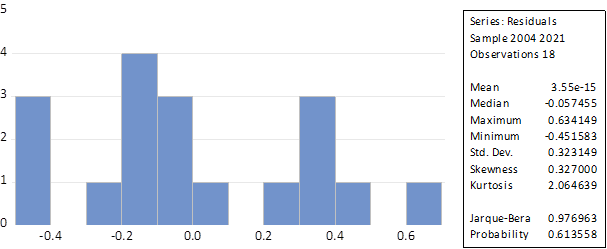 5
4
3
2
1
0
-0.4 -0.2 0.0 0.2 0.4 0.6
Series: Residuals
Sample 2004 2021
Observations 18
Mean 3.55e-15
Median -0.057455
Maximum 0.634149
Minimum -0.451583
Std. Dev. 0.323149
Skewness 0.327000
Kurtosis 2.064639
Jarque-Bera 0.976963
Probability 0.613558